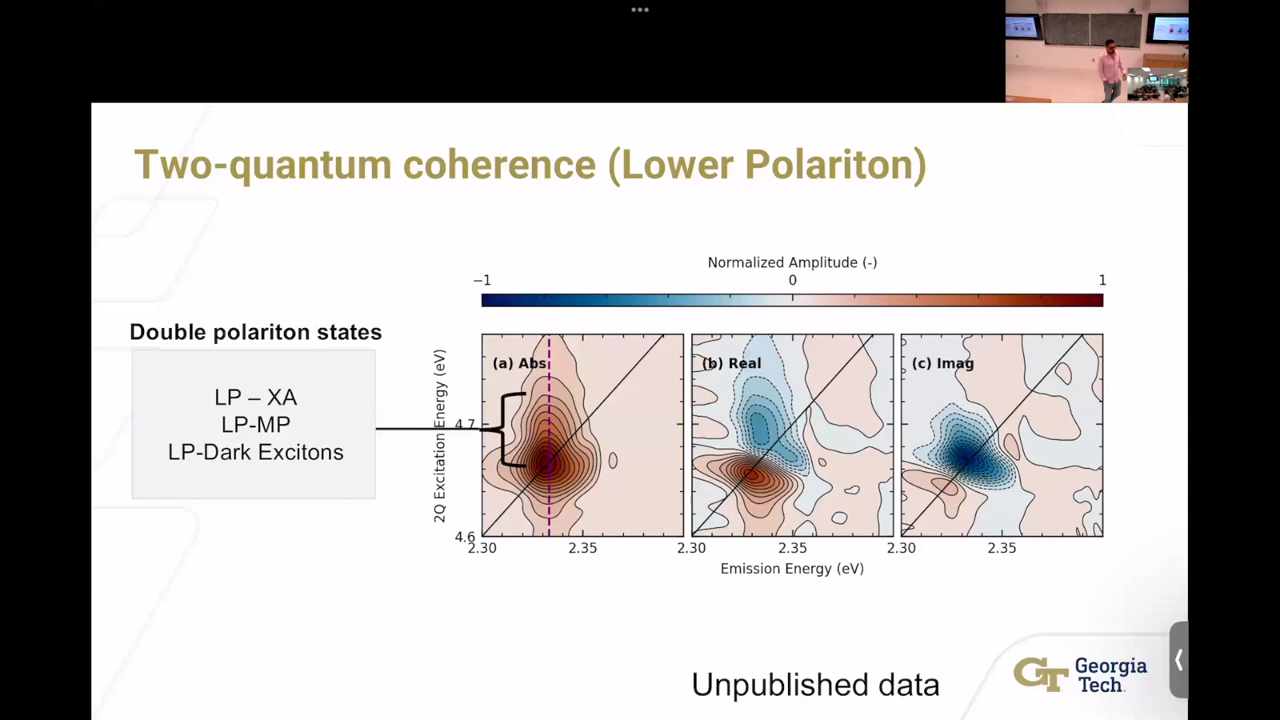 Two-quantum coherence (Lower Polariton)
Normalized Amplitude (-)
−1 0 1
Double polariton states
LP – XA
LP-MP
LP-Dark Excitons
2Q Excitation Energy (eV)
4.7
4.6
(a) Abs
(b) Real
(c) Imag
2.30 2.35 2.30 2.35 2.30 2.35
Emission Energy (eV)
Unpublished data
GT Georgia
Tech